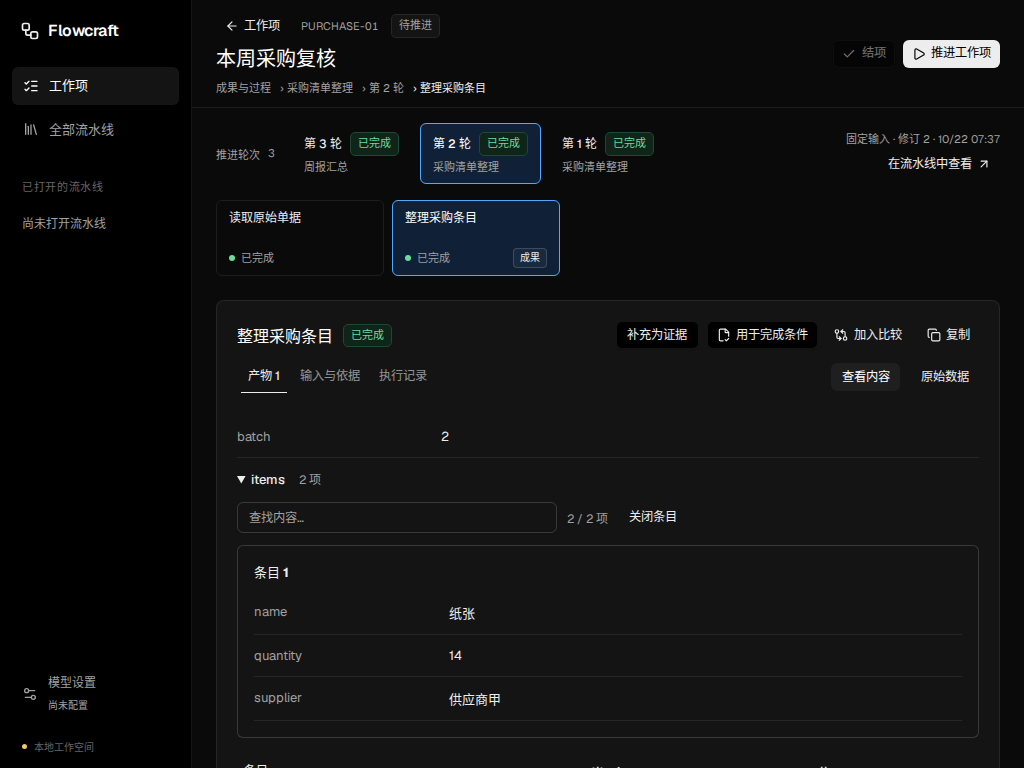 Flowcraft
工作项
全部流水线
已打开的流水线
尚未打开流水线
模型设置
尚未配置
本地工作空间
工作项 PURCHASE-01 待推进
本周采购复核
结项 推进工作项
成果与过程 › 采购清单整理 › 第 2 轮 › 整理采购条目
推进轮次 3
第 3 轮 已完成
周报汇总
第 2 轮 已完成
采购清单整理
第 1 轮 已完成
采购清单整理
固定输入 · 修订 2 · 10/22 07:37
在流水线中查看
读取原始单据
已完成
整理采购条目
已完成 成果
整理采购条目 已完成
补充为证据 用于完成条件 加入比较 复制
产物 1 输入与依据 执行记录
查看内容 原始数据
batch 2
items 2 项
查找内容… 2 / 2 项 关闭条目
条目 1
name 纸张
quantity 14
supplier 供应商甲